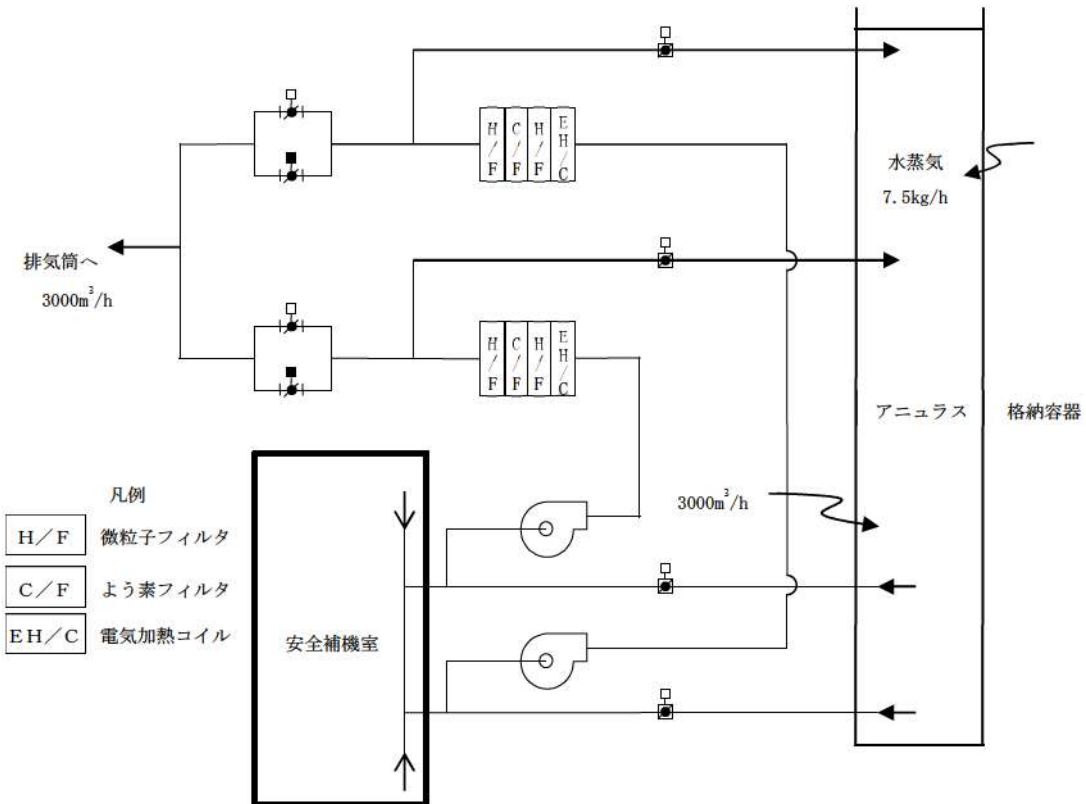 H/F
C/F
H/F
EH/C
水蒸気
7.5kg/h
排気筒へ
3000m³/h
H/F
C/F
H/F
EH/C
アニュラス
格納容器
3000m³/h
凡例
H/F 微粒子フィルタ
C/F よう素フィルタ
EH/C 電気加熱コイル
安全補機室